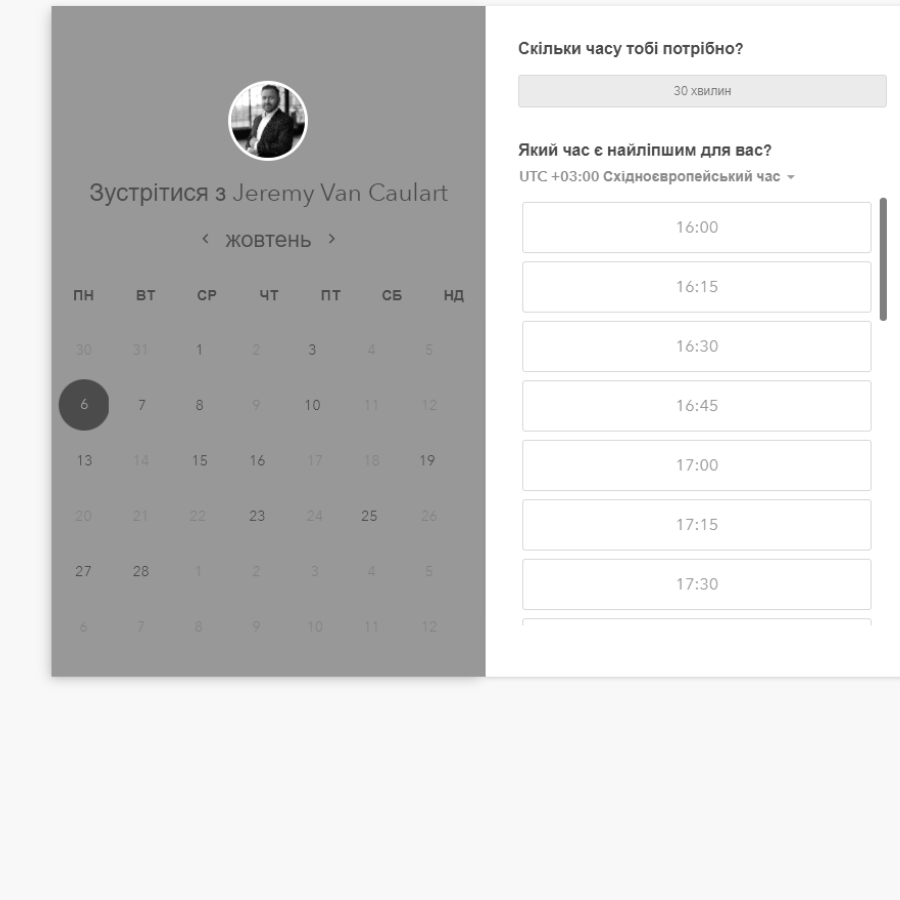 Зустрітися з Jeremy Van Caulart
жовтень
ПН ВТ СР ЧТ ПТ СБ НД
30 31 1 2 3 4 5
6 7 8 9 10 11 12
13 14 15 16 17 18 19
20 21 22 23 24 25 26
27 28 1 2 3 4 5
6 7 8 9 10 11 12
Скільки часу тобі потрібно?
30 хвилин
Який час є найліпшим для вас?
UTC +03:00 Східноєвропейський час
16:00
16:15
16:30
16:45
17:00
17:15
17:30